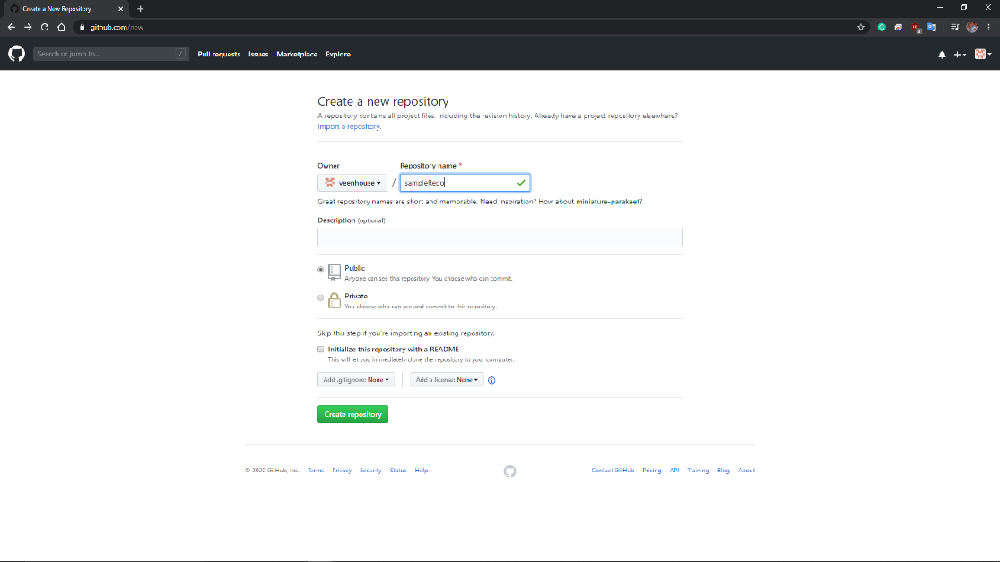 Create a New Repository
github.com/new
3
Search or jump to...
/
Pull requests
Issues
Marketplace
Explore
Create a new repository
A repository contains all project files, including the revision history. Already have a project repository elsewhere?
Import a repository.
Owner
Repository name *
veenhouse
/
sampleRepo
Great repository names are short and memorable. Need inspiration? How about miniature-parakeet?
Description (optional)
Public
Anyone can see this repository. You choose who can commit.
Private
You choose who can see and commit to this repository.
Skip this step if you're importing an existing repository.
Initialize this repository with a README
This will let you immediately clone the repository to your computer.
Add .gitignore: None
Add a license: None
Create repository
© 2020 GitHub, Inc. Terms Privacy Security Status Help
Contact GitHub Pricing API Training Blog About